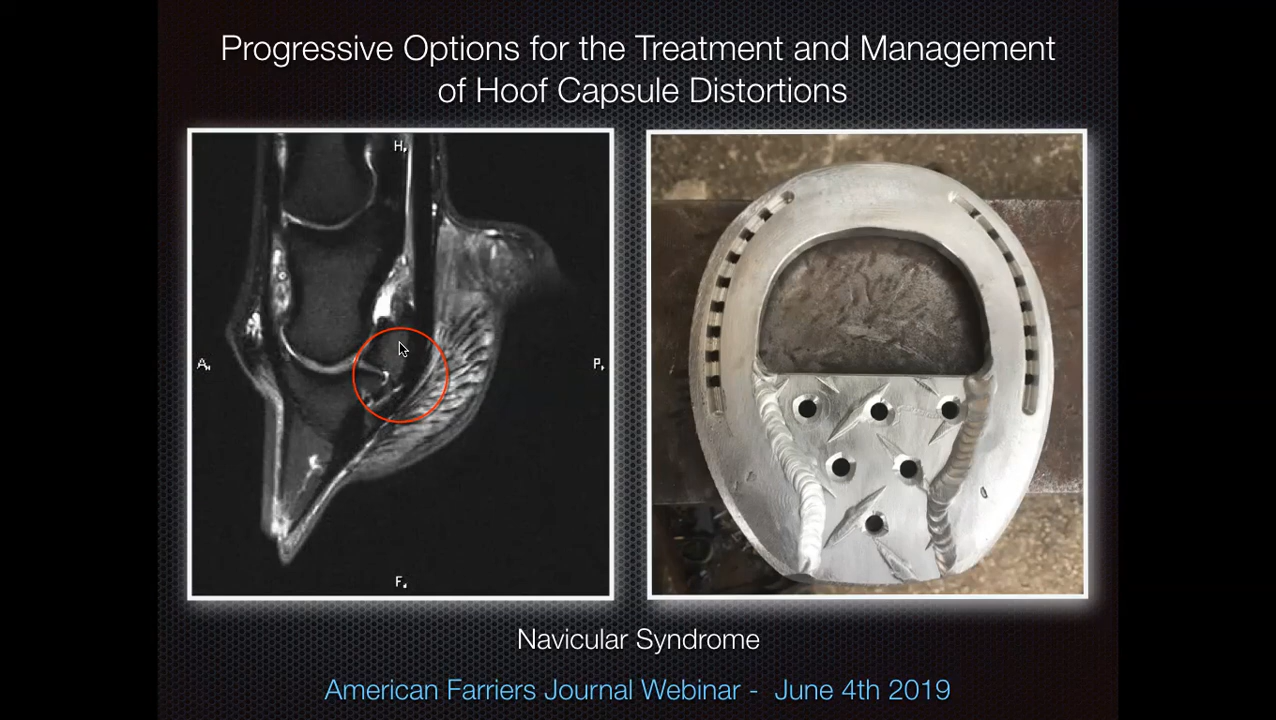 Progressive Options for the Treatment and Management
of Hoof Capsule Distortions
H
A
P
F
Navicular Syndrome
American Farriers Journal Webinar - June 4th 2019